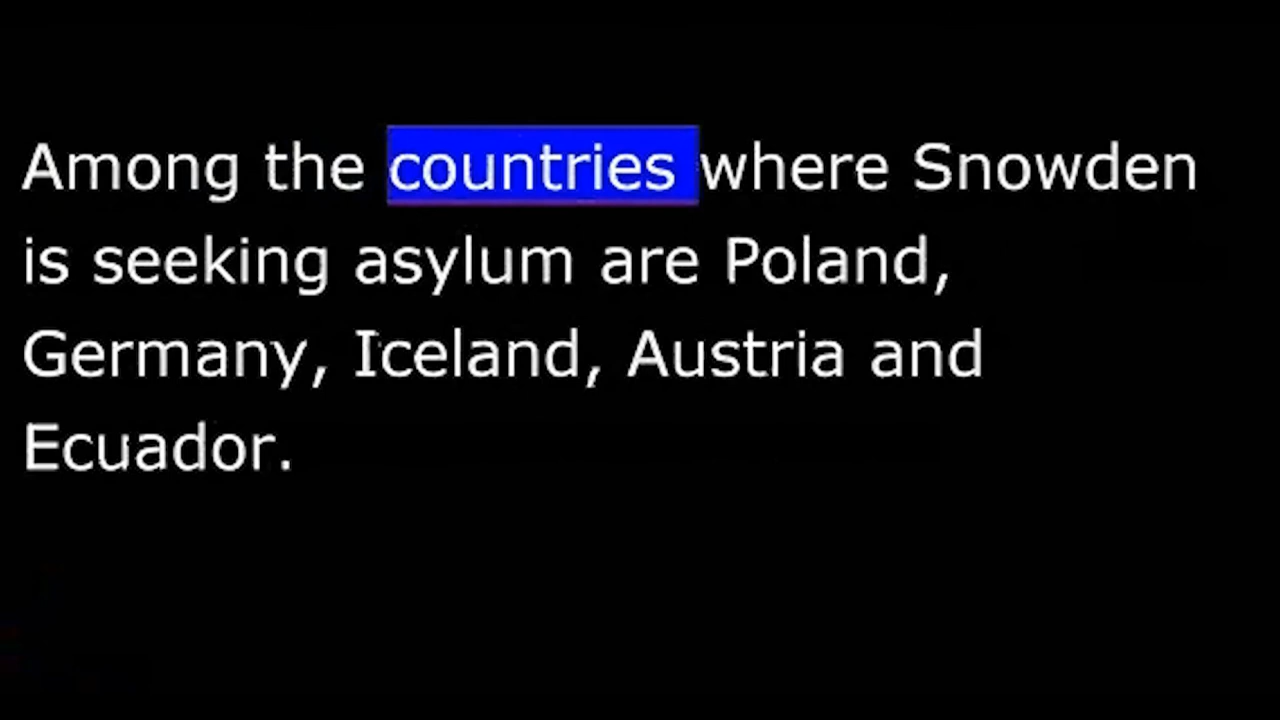 Among the countries where Snowden
is seeking asylum are Poland,
Germany, Iceland, Austria and
Ecuador.